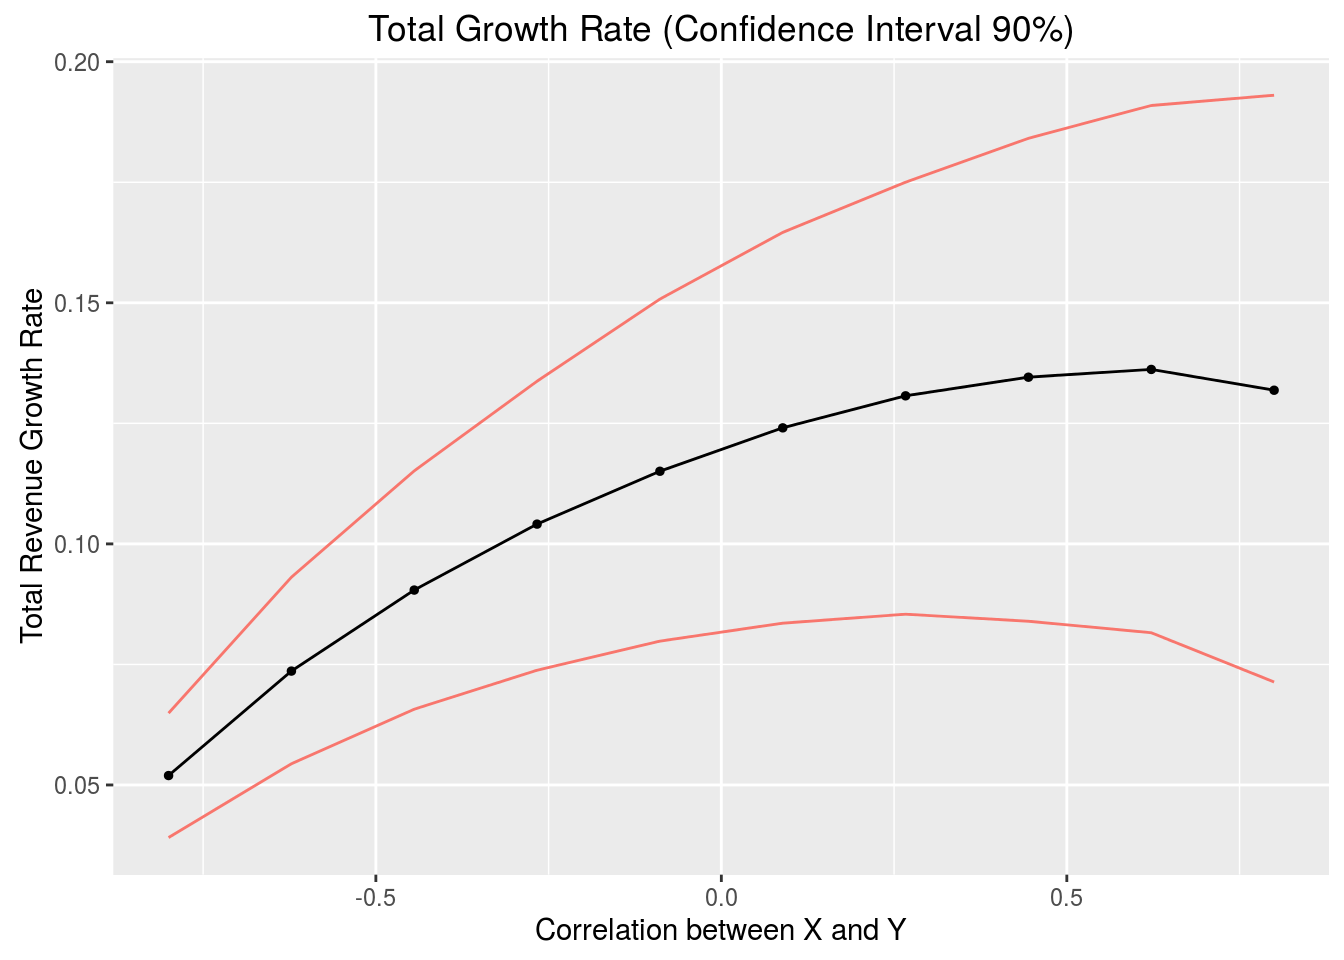 Total Growth Rate (Confidence Interval 90%)
Total Revenue Growth Rate
0.20
0.15
0.10
0.05
-0.5
0.0
0.5
Correlation between X and Y